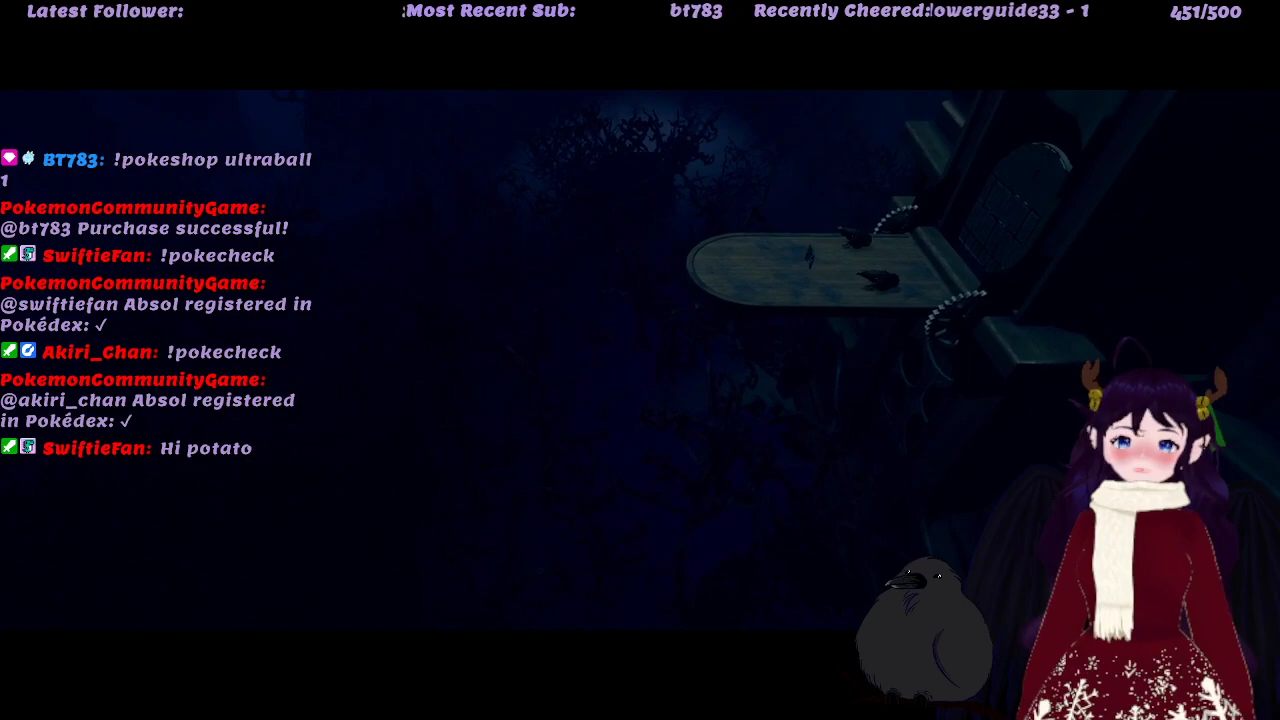 Latest Follower: Most Recent Sub: bt783 Recently Cheered: lowerguide33 - 1 451/500
BT783: !pokeshop ultraball
1
PokemonCommunityGame:
@bt783 Purchase successful!
SwiftieFan: !pokecheck
PokemonCommunityGame:
@swiftiefan Absol registered in
Pokédex: ✓
Akiri_Chan: !pokecheck
PokemonCommunityGame:
@akiri_chan Absol registered
in Pokédex: ✓
SwiftieFan: Hi potato